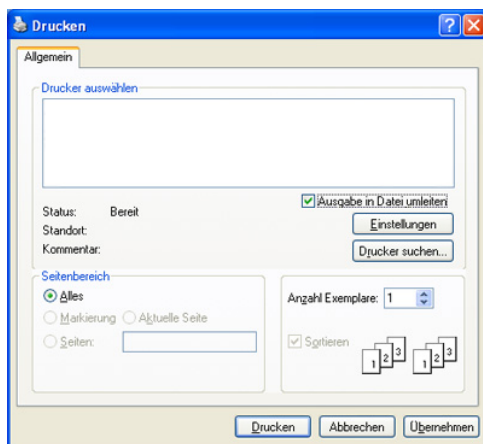 Drucken
Allgemein
Drucker auswählen
Ausgabe in Datei umleiten
Status: Bereit
Standort:
Einstellungen
Kommentar:
Drucker suchen...
Seitenbereich
Alles
Markierung Aktuelle Seite
Seiten:
Anzahl Exemplare: 1
Sortieren
1 2 3 1 2 3
Drucken Abbrechen Übernehmen